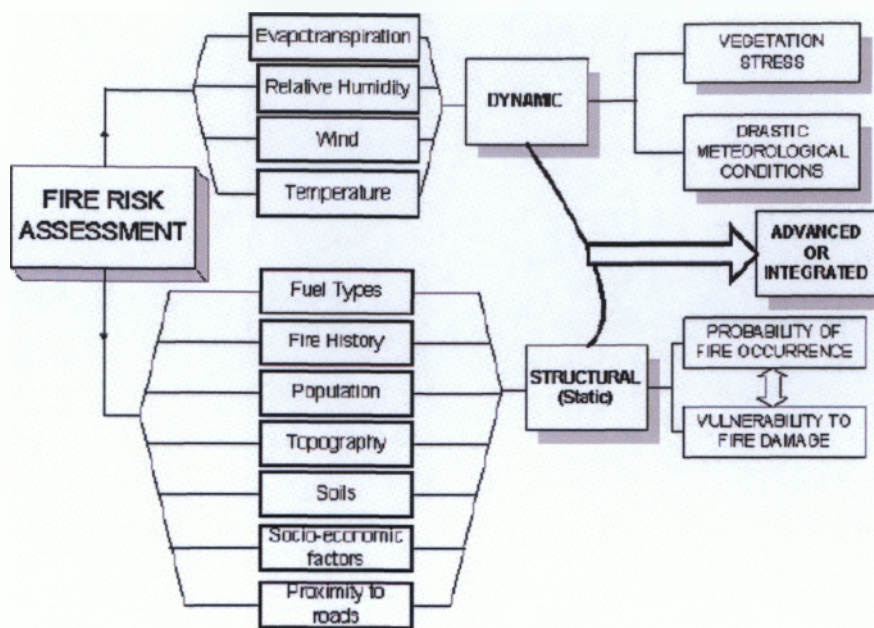 FIRE RISK
ASSESSMENT
Evapotranspiration
Relative Humidity
Wind
Temperature
DYNAMIC
VEGETATION
STRESS
DRASTIC
METEOROLOGICAL
CONDITIONS
ADVANCED
OR
INTEGRATED
Fuel Types
Fire History
Population
Topography
Soils
Socio-economic
factors
Proximity to
roads
STRUCTURAL
(Static)
PROBABILITY OF
FIRE OCCURRENCE
VULNERABILITY TO
FIRE DAMAGE